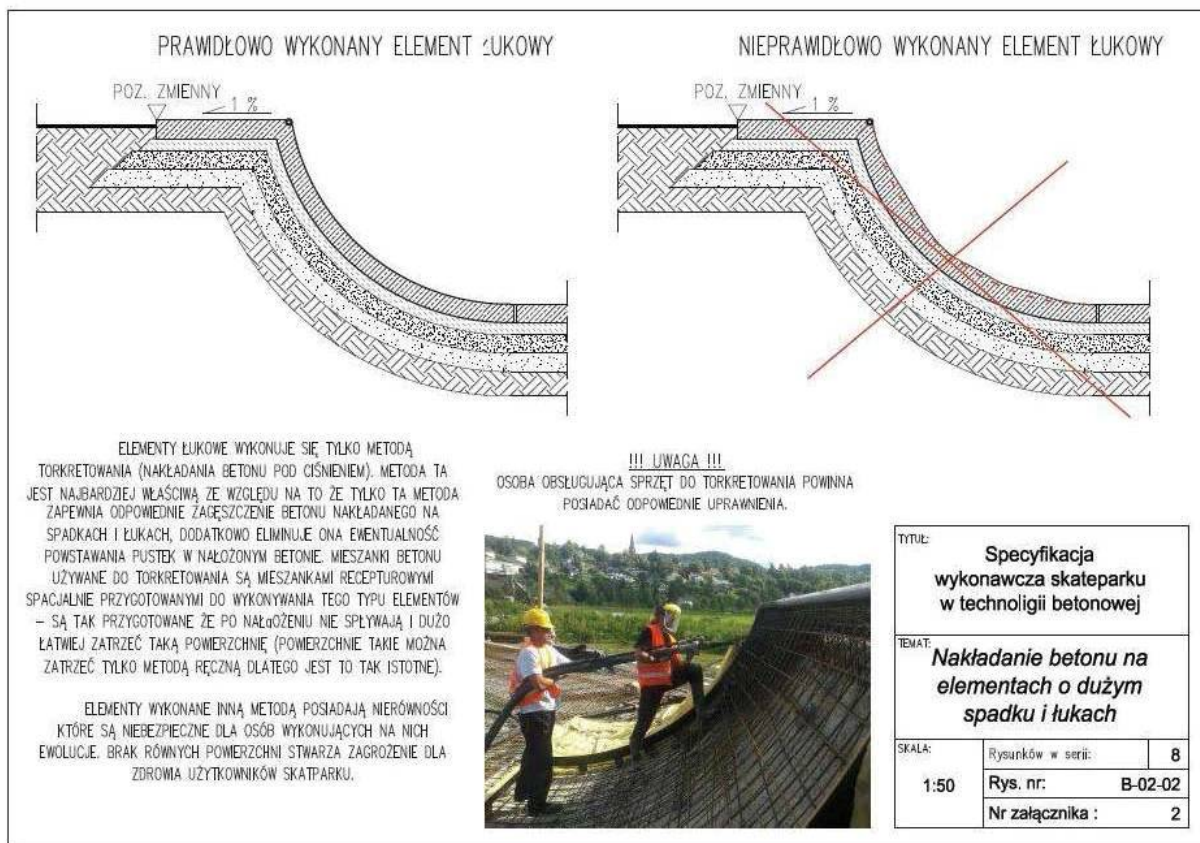 PRAWIDŁOWO WYKONANY ELEMENT ŁUKOWY
POZ. ZMIENNY
1 %
NIEPRAWIDŁOWO WYKONANY ELEMENT ŁUKOWY
POZ. ZMIENNY
1 %
ELEMENTY ŁUKOWE WYKONUJE SIĘ TYLKO METODĄ
TORKRETOWANIA (NAKŁADANIA BETONU POD CIŚNIENIEM). METODA TA
JEST NAJBARDZIEJ WŁAŚCIWĄ ZE WZGLĘDU NA TO ŻE TYLKO TA METODA
ZAPEWNIA ODPOWIEDNIE ZAGĘSZCZENIE BETONU NAKŁADANEGO NA
SPADKACH I ŁUKACH, DODATKOWO ELIMINUJE ONA EWENTUALNOŚĆ
POWSTAWANIA PUSTEK W NAŁOŻONYM BETONIE. MIESZANKI BETONU
UŻYWANE DO TORKRETOWANIA SĄ MIESZANKAMI RECEPTUROWYMI
SPACJALNIE PRZYGOTOWANYMI DO WYKONYWANIA TEGO TYPU ELEMENTÓW
– SĄ TAK PRZYGOTOWANE ŻE PO NAŁOŻENIU NIE SPŁYWAJĄ I DUŻO
ŁATWIEJ ZATRZEĆ TAKĄ POWIERZCHNIĘ (POWIERZCHNIE TAKIE MOŻNA
ZATRZEĆ TYLKO METODĄ RĘCZNĄ DLATEGO JEST TO TAK ISTOTNE).
ELEMENTY WYKONANE INNĄ METODĄ POSIADAJĄ NIERÓWNOŚCI
KTÓRE SĄ NIEBEZPIECZNE DLA OSÓB WYKONUJĄCYCH NA NICH
EWOLUCJE. BRAK RÓWNYCH POWIERZCHNI STWARZA ZAGROŻENIE DLA
ZDROWIA UŻYTKOWNIKÓW SKATPARKU.
!!! UWAGA !!!
OSOBA OBSŁUGUJĄCA SPRZĘT DO TORKRETOWANIA POWINNA
POSIADAĆ ODPOWIEDNIE UPRAWNIENIA.
TYTUŁ:
Specyfikacja
wykonawcza skateparku
w technoligii betonowej
TEMAT:
Nakładanie betonu na
elementach o dużym
spadku i łukach
SKALA:
1:50
Rysunków w serii: 8
Rys. nr: B-02-02
Nr załącznika : 2